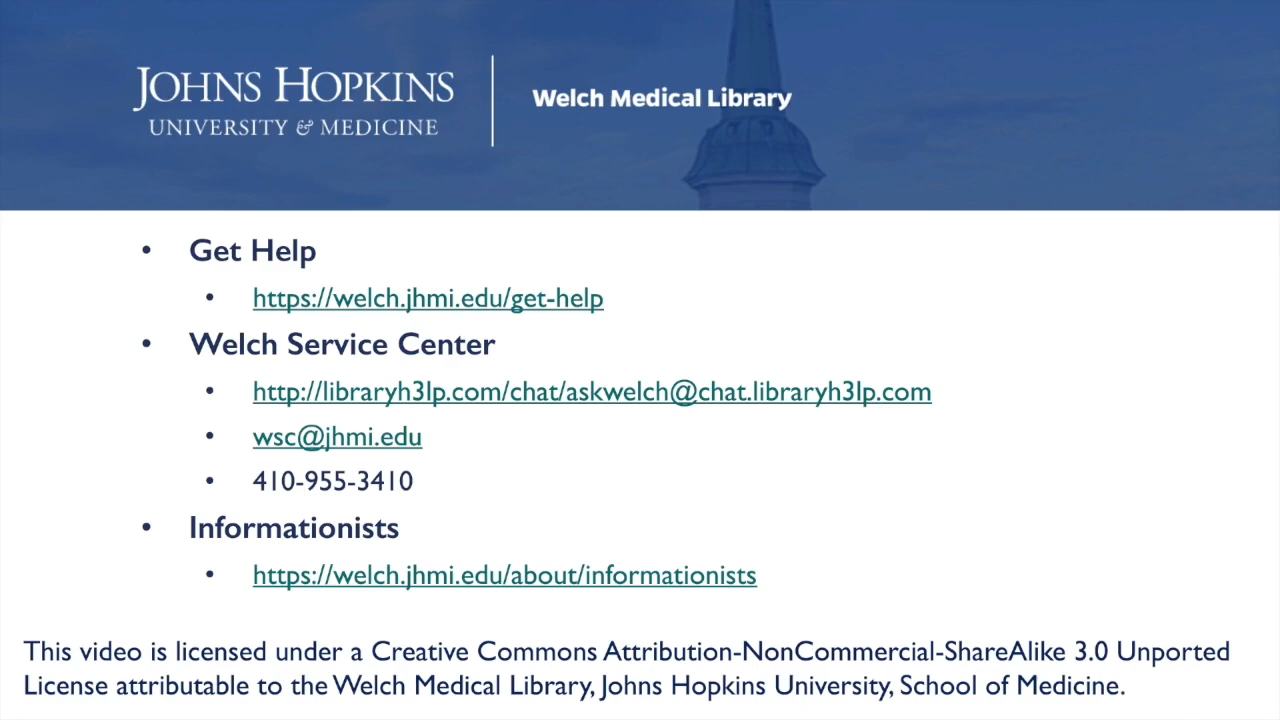 JOHNS HOPKINS
UNIVERSITY & MEDICINE
Welch Medical Library
• Get Help
• https://welch.jhmi.edu/get-help
• Welch Service Center
• http://libraryh3lp.com/chat/askwelch@chat.libraryh3lp.com
• wsc@jhmi.edu
• 410-955-3410
• Informationists
• https://welch.jhmi.edu/about/informationists
This video is licensed under a Creative Commons Attribution-NonCommercial-ShareAlike 3.0 Unported
License attributable to the Welch Medical Library, Johns Hopkins University, School of Medicine.